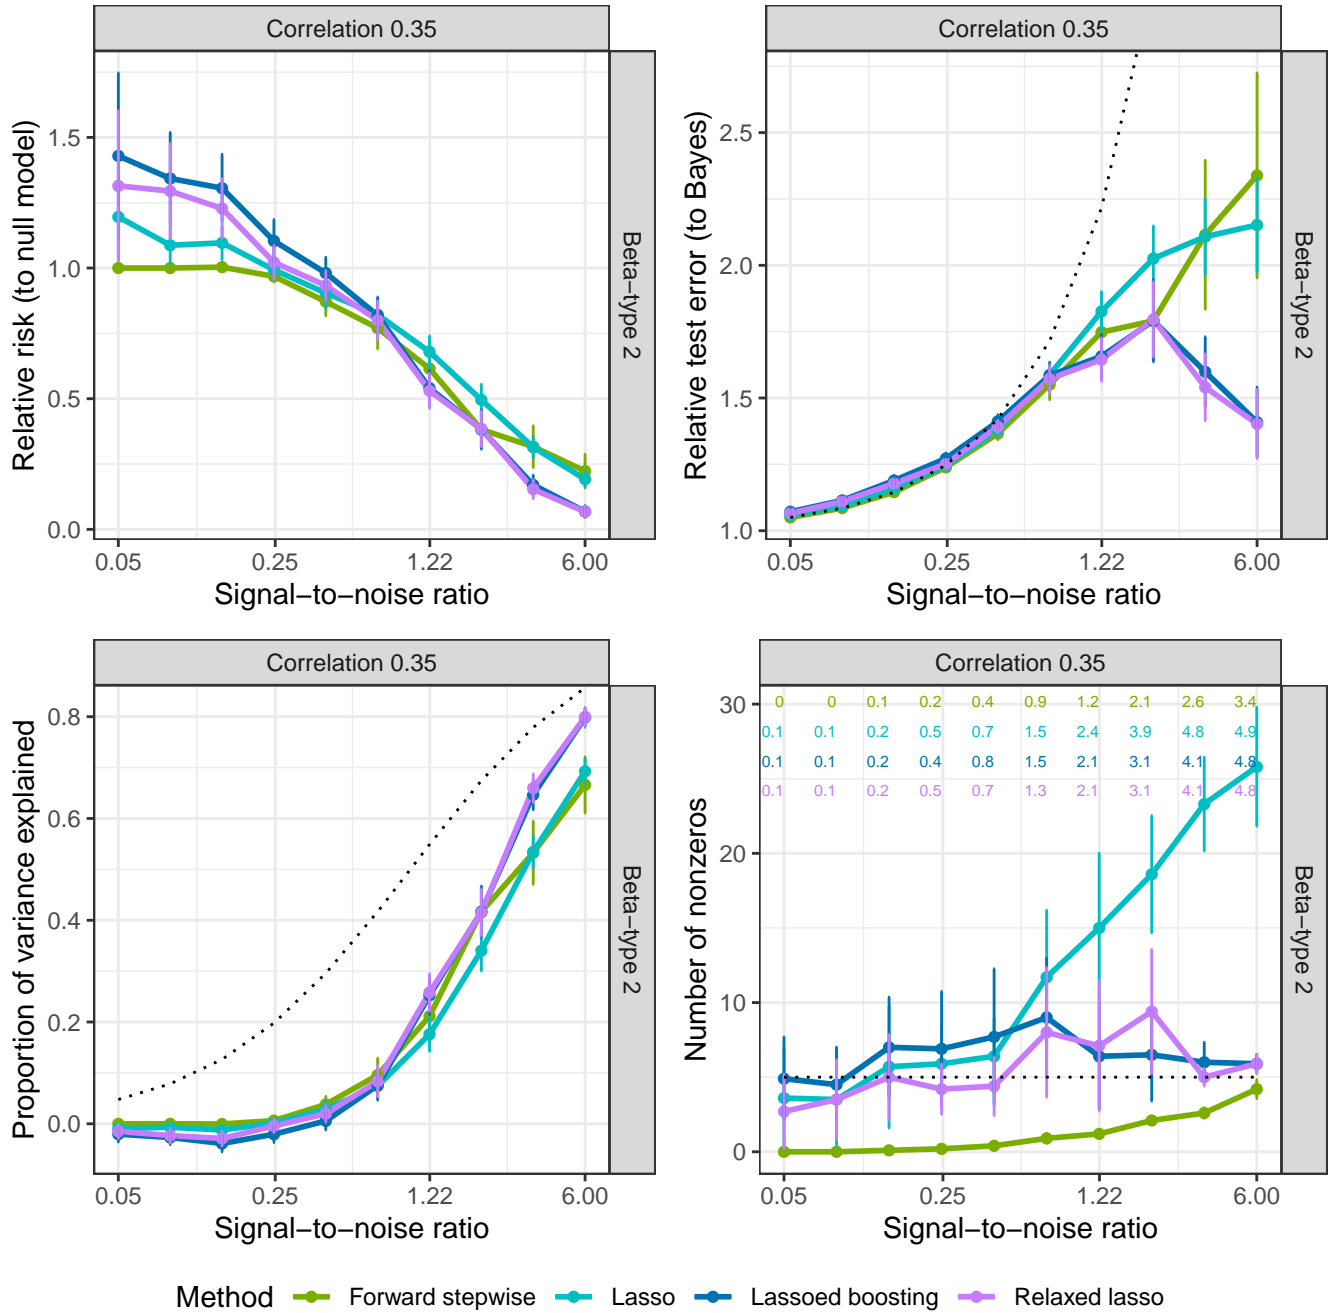 Correlation 0.35
Relative risk (to null model)
1.5
1.0
0.5
0.0
Beta−type 2
0.05 0.25 1.22 6.00
Signal−to−noise ratio
Correlation 0.35
Relative test error (to Bayes)
2.5
2.0
1.5
1.0
Beta−type 2
0.05 0.25 1.22 6.00
Signal−to−noise ratio
Correlation 0.35
Proportion of variance explained
0.8
0.6
0.4
0.2
0.0
Beta−type 2
0.05 0.25 1.22 6.00
Signal−to−noise ratio
Correlation 0.35
Number of nonzeros
30
20
10
0
0 0 0.1 0.2 0.4 0.9 1.2 2.1 2.6 3.4
0.1 0.1 0.2 0.5 0.7 1.5 2.4 3.9 4.8 4.9
0.1 0.1 0.2 0.4 0.8 1.5 2.1 3.1 4.1 4.8
0.1 0.1 0.2 0.5 0.7 1.3 2.1 3.1 4.1 4.8
Beta−type 2
0.05 0.25 1.22 6.00
Signal−to−noise ratio
Method Forward stepwise Lasso Lassoed boosting Relaxed lasso